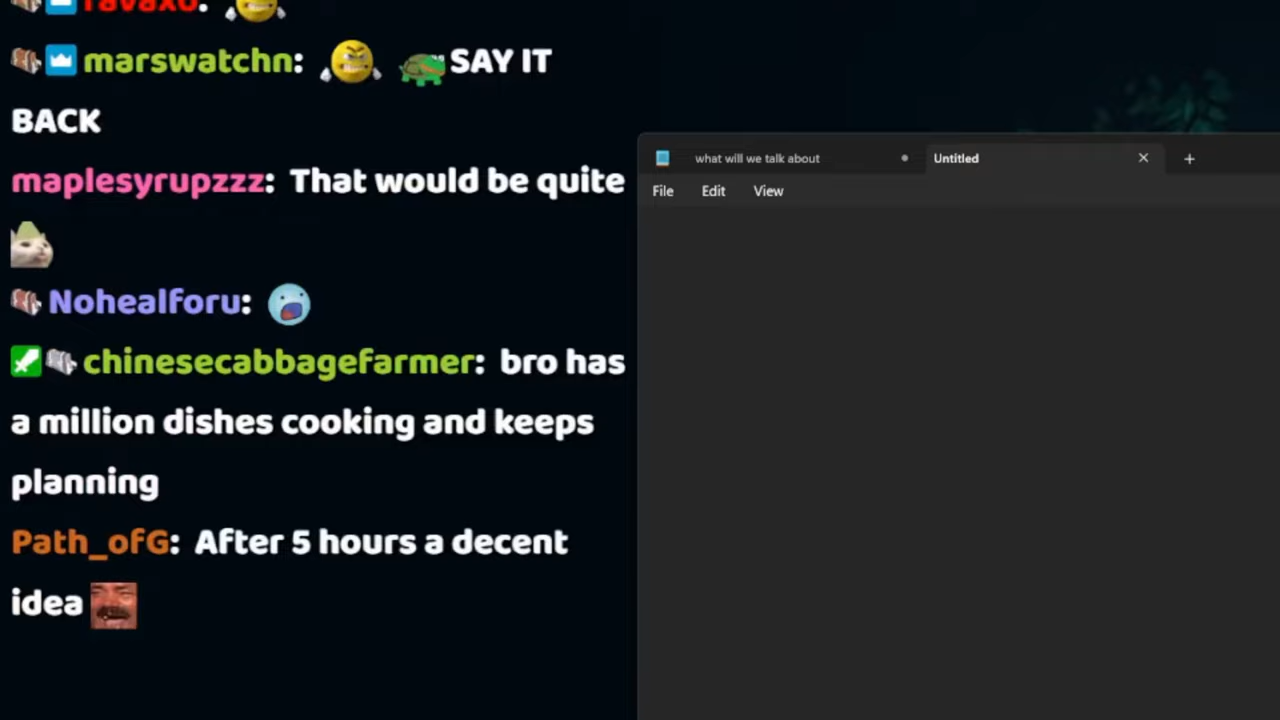 ravax6:
marswatchn: SAY IT
BACK
maplesyrupzzz: That would be quite
Nohealforu:
chinesecabbagefarmer: bro has
a million dishes cooking and keeps
planning
Path_ofG: After 5 hours a decent
idea
what will we talk about
Untitled
File Edit View